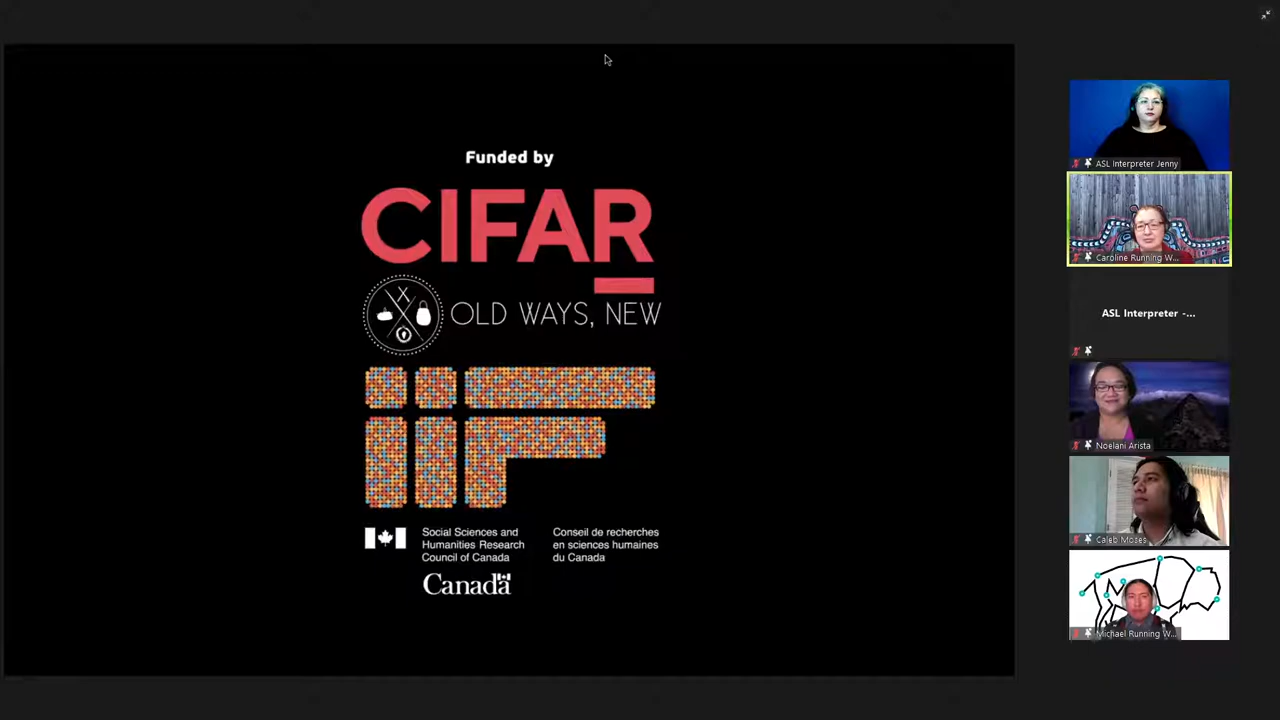 Funded by
CIFAR
OLD WAYS, NEW
Social Sciences and
Humanities Research
Council of Canada
Conseil de recherches
en sciences humaines
du Canada
Canada
ASL Interpreter Jenny
Caroline Running W...
ASL Interpreter -...
Noelani Arista
Caleb Moses
Michael Running W...